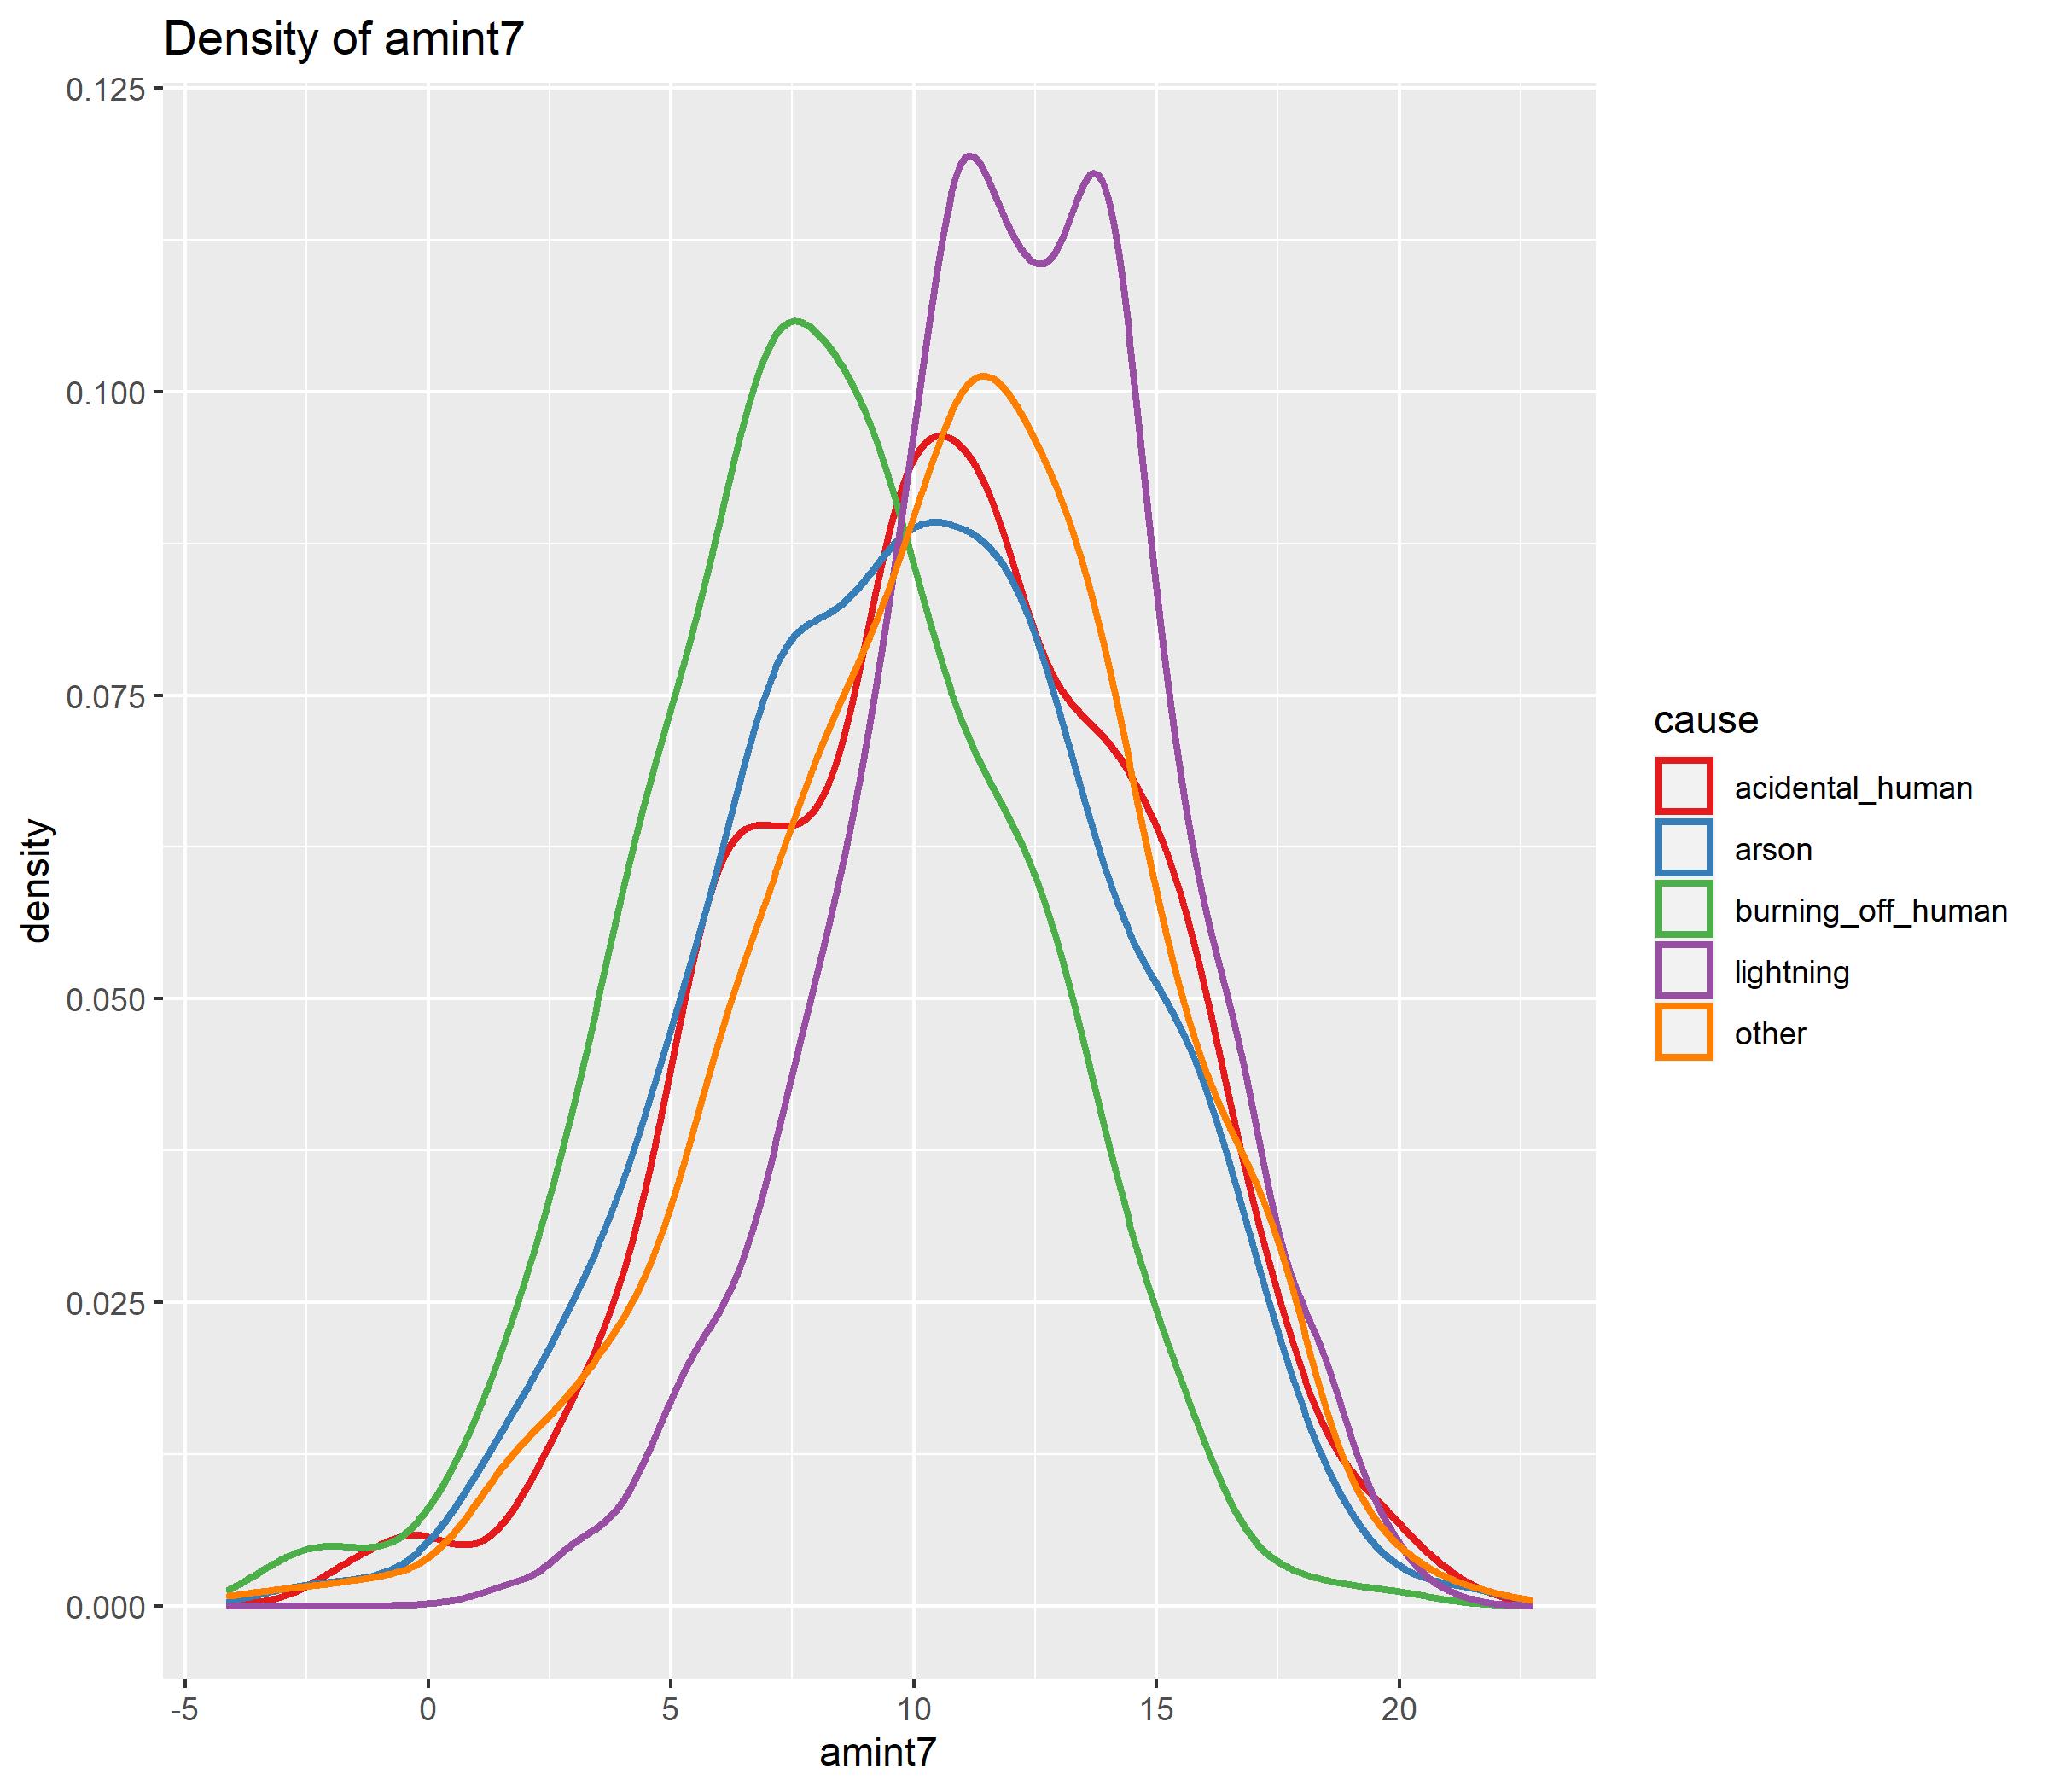 Density of amint7
0.125
0.100
0.075
0.050
0.025
0.000
density
-5 0 5 10 15 20
amint7
cause
acidental_human
arson
burning_off_human
lightning
other